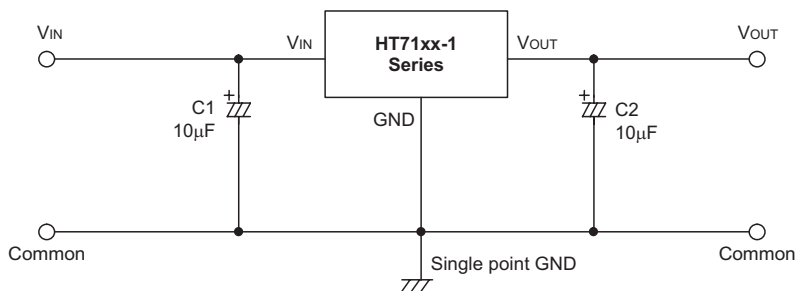 VIN
VIN
HT71xx-1
Series
VOUT
VOUT
C1
10μF
GND
C2
10μF
Common
Single point GND
Common